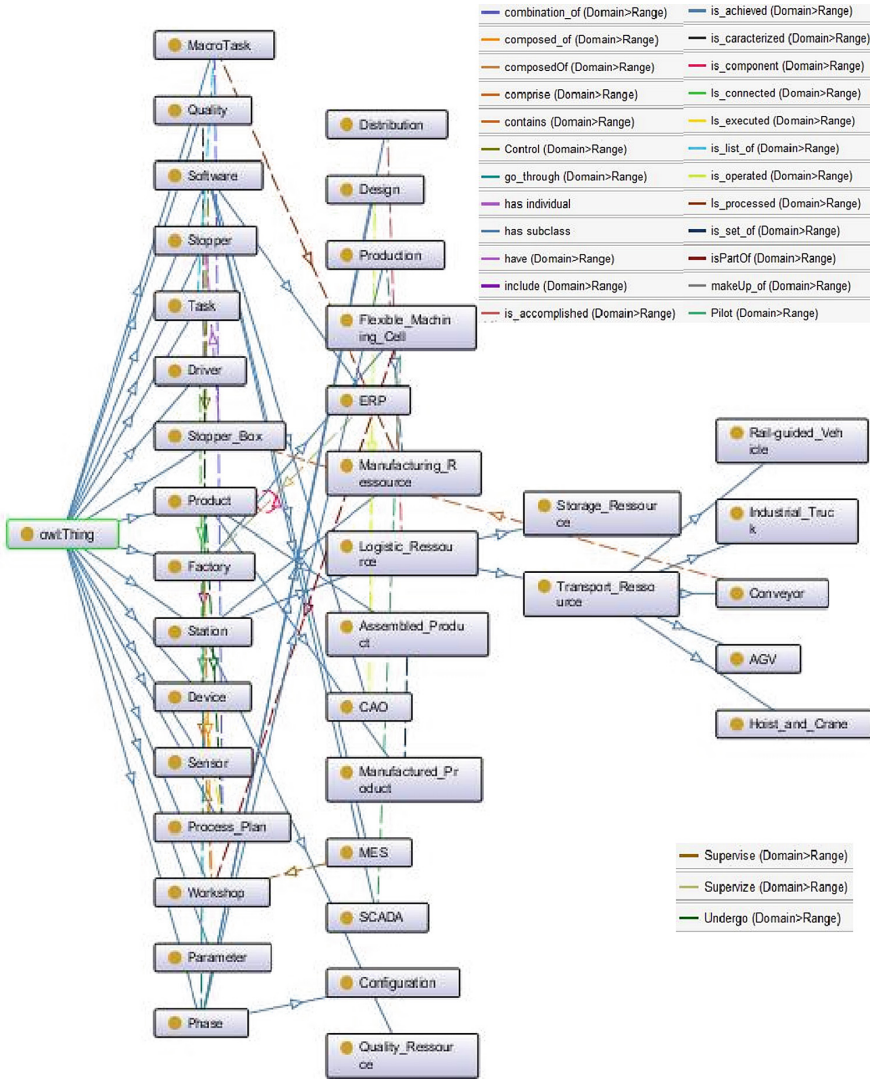 combination_of (Domain>Range)
composed_of (Domain>Range)
composedOf (Domain>Range)
comprise (Domain>Range)
contains (Domain>Range)
Control (Domain>Range)
go_through (Domain>Range)
has individual
has subclass
have (Domain>Range)
include (Domain>Range)
is_accomplished (Domain>Range)
is_achieved (Domain>Range)
is_caracterized (Domain>Range)
is_component (Domain>Range)
Is_connected (Domain>Range)
Is_executed (Domain>Range)
is_list_of (Domain>Range)
is_operated (Domain>Range)
Is_processed (Domain>Range)
is_set_of (Domain>Range)
isPartOf (Domain>Range)
makeUp_of (Domain>Range)
Pilot (Domain>Range)
owl:Thing
MacroTask
Quality
Software
Stopper
Task
Driver
Stopper_Box
Product
Factory
Station
Device
Sensor
Process_Plan
Workshop
Parameter
Phase
Distribution
Design
Production
Flexible_Machin
ing_Cell
ERP
Manufacturing_R
essource
Logistic_Ressou
rce
Assembled_Produ
ct
CAO
Manufactured_Pr
oduct
MES
SCADA
Configuration
Quality_Ressour
ce
Storage_Ressour
ce
Transport_Resso
urce
Rail-guided_Veh
icle
Industrial_Truc
k
Conveyor
AGV
Hoist_and_Crane
Supervise (Domain>Range)
Supervize (Domain>Range)
Undergo (Domain>Range)